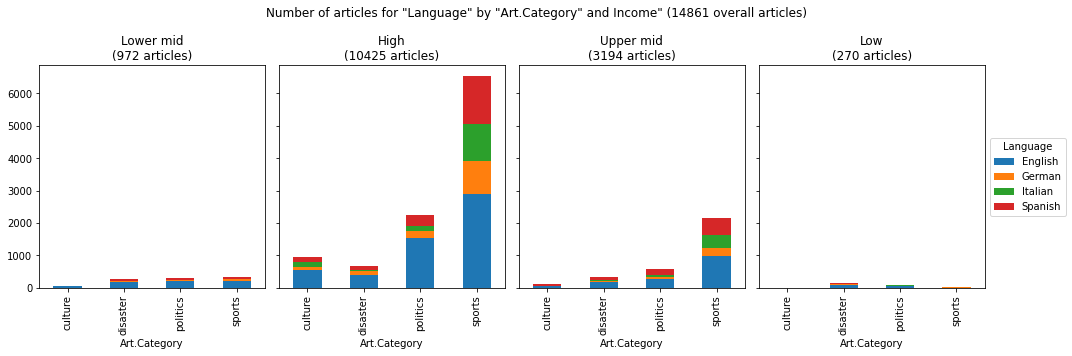 Number of articles for "Language" by "Art.Category" and Income" (14861 overall articles)
Lower mid
(972 articles)
High
(10425 articles)
Upper mid
(3194 articles)
Low
(270 articles)
6000
5000
4000
3000
2000
1000
0
culture
disaster
politics
sports
Art.Category
culture
disaster
politics
sports
Art.Category
culture
disaster
politics
sports
Art.Category
culture
disaster
politics
sports
Art.Category
Language
English
German
Italian
Spanish